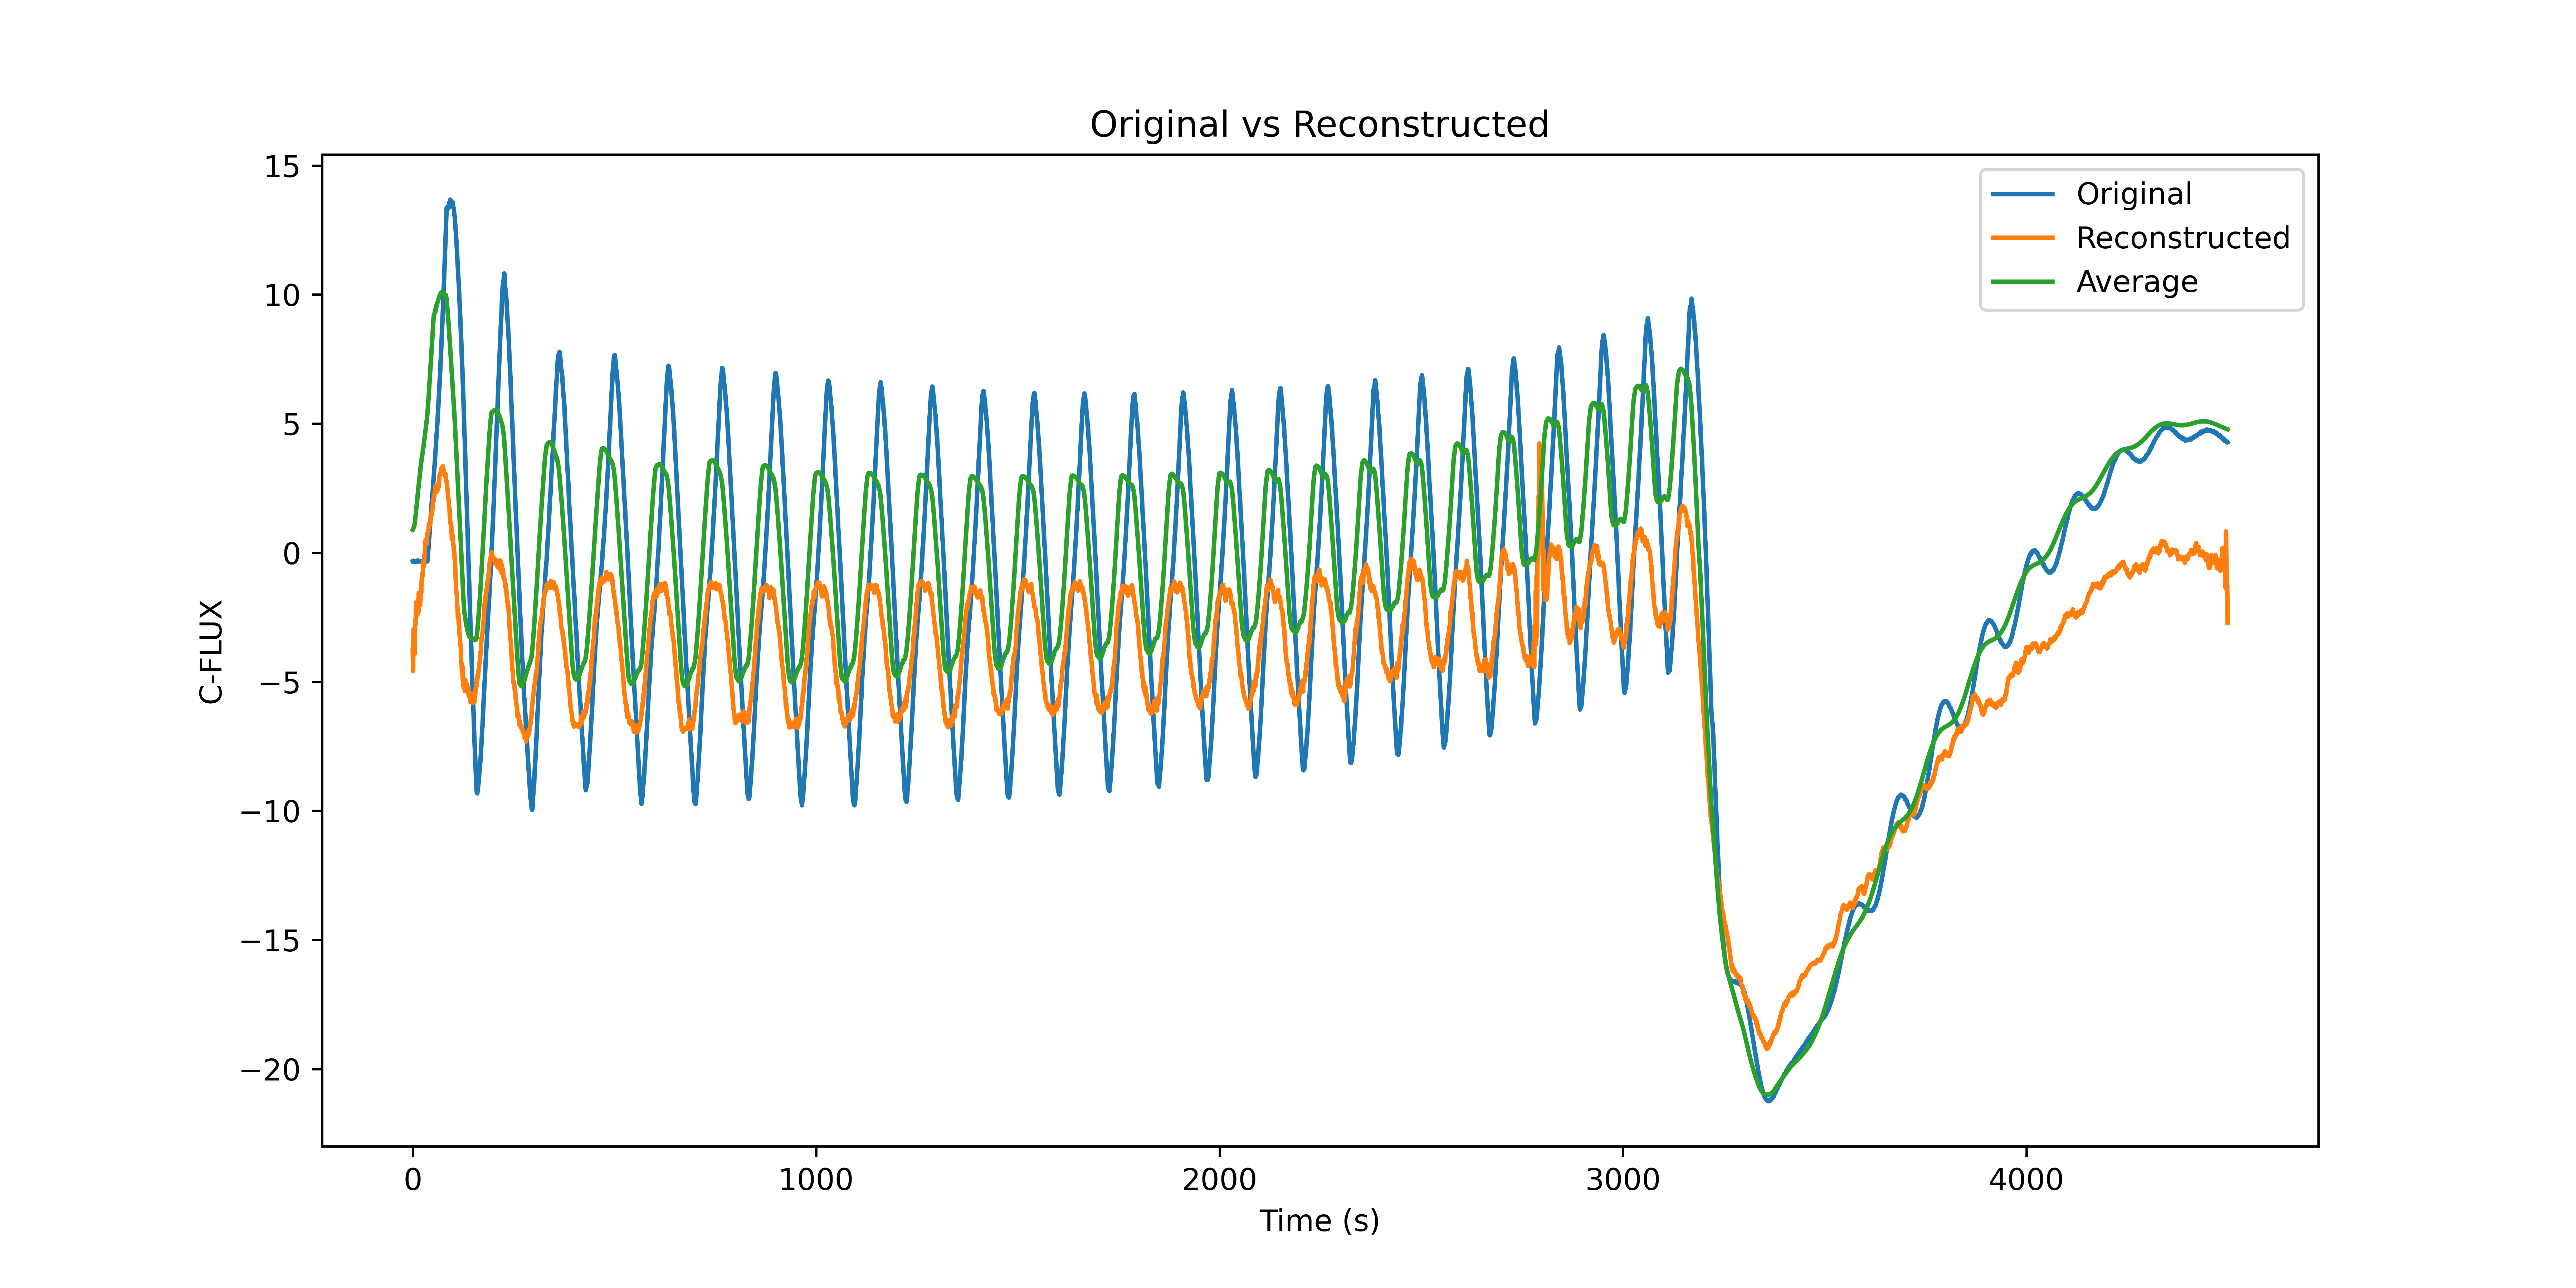 Original vs Reconstructed
15
10
5
0
−5
−10
−15
−20
C-FLUX
0
1000
2000
3000
4000
Time (s)
Original
Reconstructed
Average